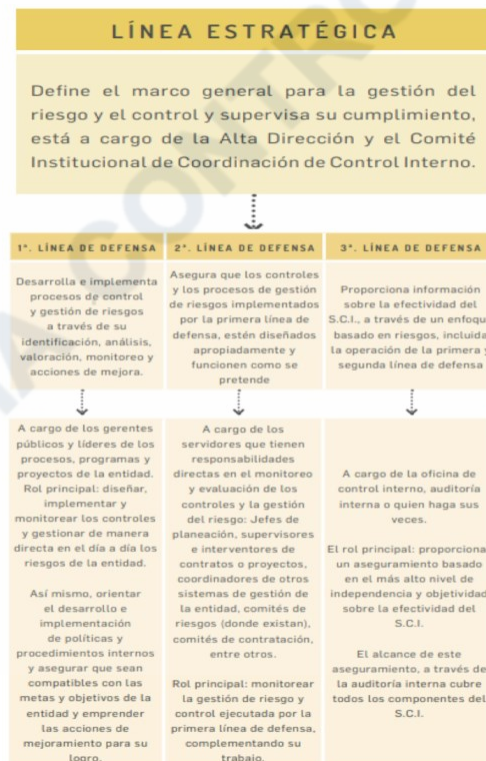 LÍNEA ESTRATÉGICA
Define el marco general para la gestión del
riesgo y el control y supervisa su cumplimiento,
está a cargo de la Alta Dirección y el Comité
Institucional de Coordinación de Control Interno.
1ª. LÍNEA DE DEFENSA
Desarrolla e implementa
procesos de control
y gestión de riesgos
a través de su
identificación, análisis,
valoración, monitoreo y
acciones de mejora.
A cargo de los gerentes
públicos y líderes de los
procesos, programas y
proyectos de la entidad.
Rol principal: diseñar,
implementar y
monitorear los controles
y gestionar de manera
directa en el día a día los
riesgos de la entidad.
Así mismo, orientar
el desarrollo e
implementación
de políticas y
procedimientos internos
y asegurar que sean
compatibles con las
metas y objetivos de la
entidad y emprender
las acciones de
mejoramiento para su
logro.
2ª. LÍNEA DE DEFENSA
Asegura que los controles
y los procesos de gestión
de riesgos implementados
por la primera línea de
defensa, estén diseñados
apropiadamente y
funcionen como se
pretende
A cargo de los
servidores que tienen
responsabilidades
directas en el monitoreo
y evaluación de los
controles y la gestión
del riesgo: Jefes de
planeación, supervisores
e interventores de
contratos o proyectos,
coordinadores de otros
sistemas de gestión de
la entidad, comités de
riesgos (donde existan),
comités de contratación,
entre otros.
Rol principal: monitorear
la gestión de riesgo y
control ejecutada por la
primera línea de defensa,
complementando su
trabajo.
3ª. LÍNEA DE DEFENSA
Proporciona información
sobre la efectividad del
S.C.I., a través de un enfoqu
basado en riesgos, incluida
la operación de la primera y
segunda línea de defensa
A cargo de la oficina de
control interno, auditoría
interna o quien haga sus
veces.
El rol principal: proporciona
un aseguramiento basado
en el más alto nivel de
independencia y objetividad
sobre la efectividad del
S.C.I.
El alcance de este
aseguramiento, a través de
la auditoría interna cubre
todos los componentes del
S.C.I.